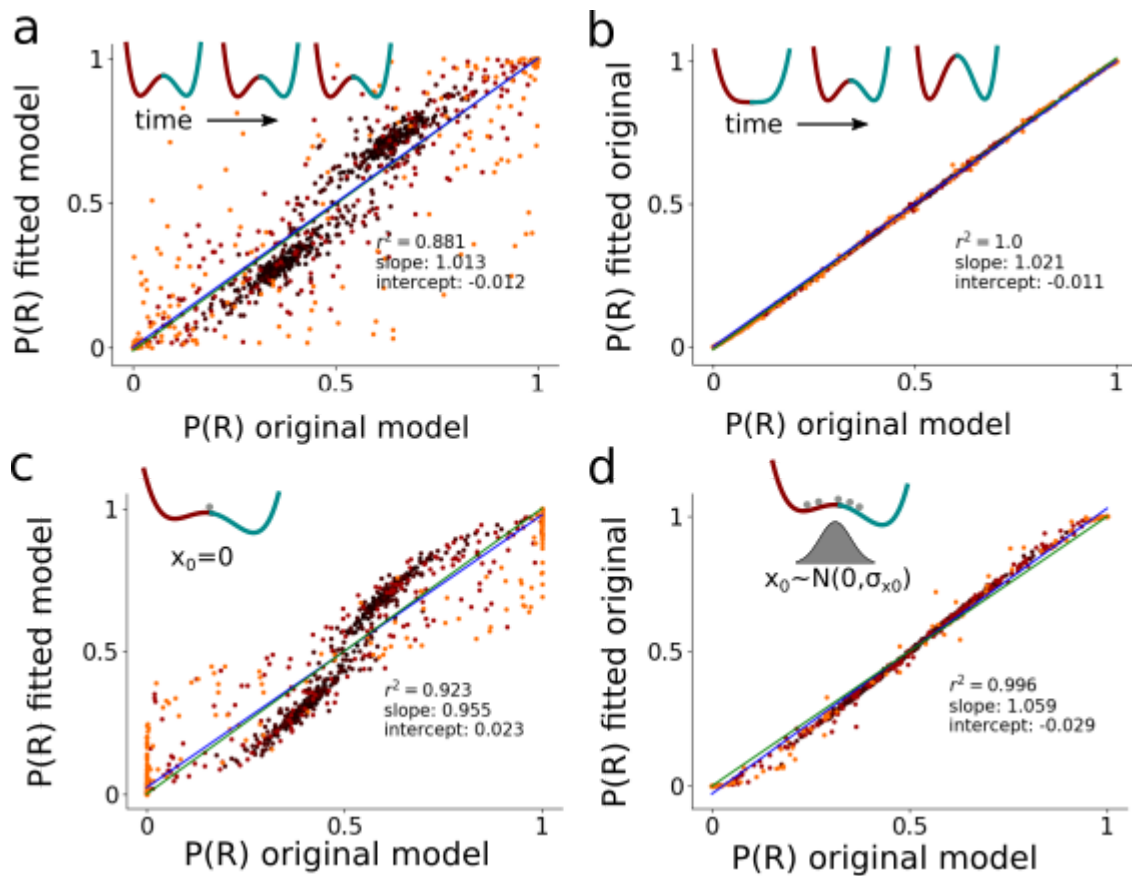 a
1
time
0.5
r² = 0.881
slope: 1.013
intercept: -0.012
0
0
0.5
1
P(R) fitted model
P(R) original model
b
1
time
0.5
r² = 1.0
slope: 1.021
intercept: -0.011
0
0
0.5
1
P(R) fitted original
P(R) original model
c
1
x₀=0
0.5
r² = 0.923
slope: 0.955
intercept: 0.023
0
0
0.5
1
P(R) fitted model
P(R) original model
d
1
x₀~N(0,σₓ₀)
0.5
r² = 0.996
slope: 1.059
intercept: -0.029
0
0
0.5
1
P(R) fitted original
P(R) original model